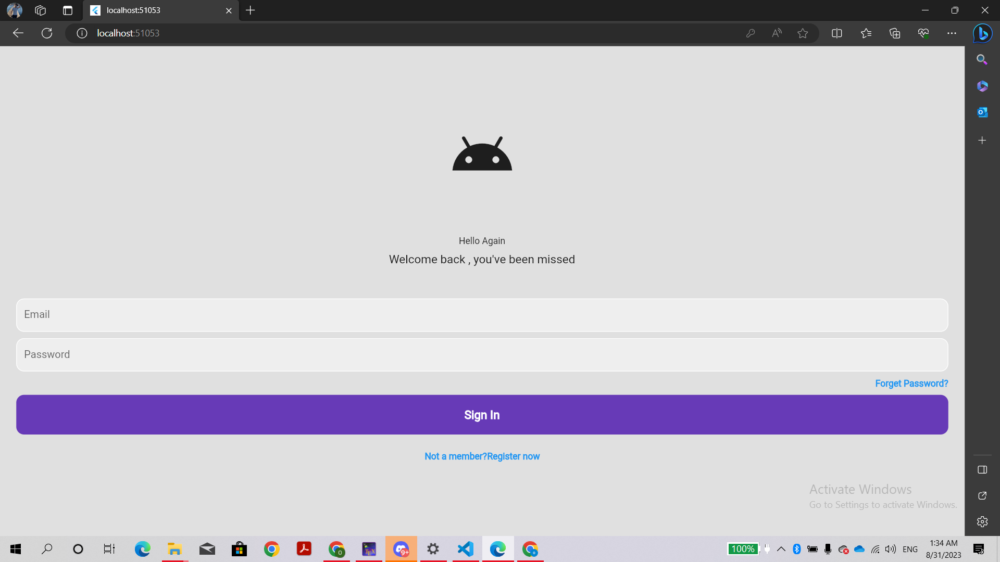 localhost:51053
localhost:51053
Hello Again
Welcome back , you've been missed
Email
Password
Forget Password?
Sign In
Not a member?Register now
Activate Windows
Go to Settings to activate Windows.
TEX
9+
O
100%
ENG
1:34 AM
8/31/2023